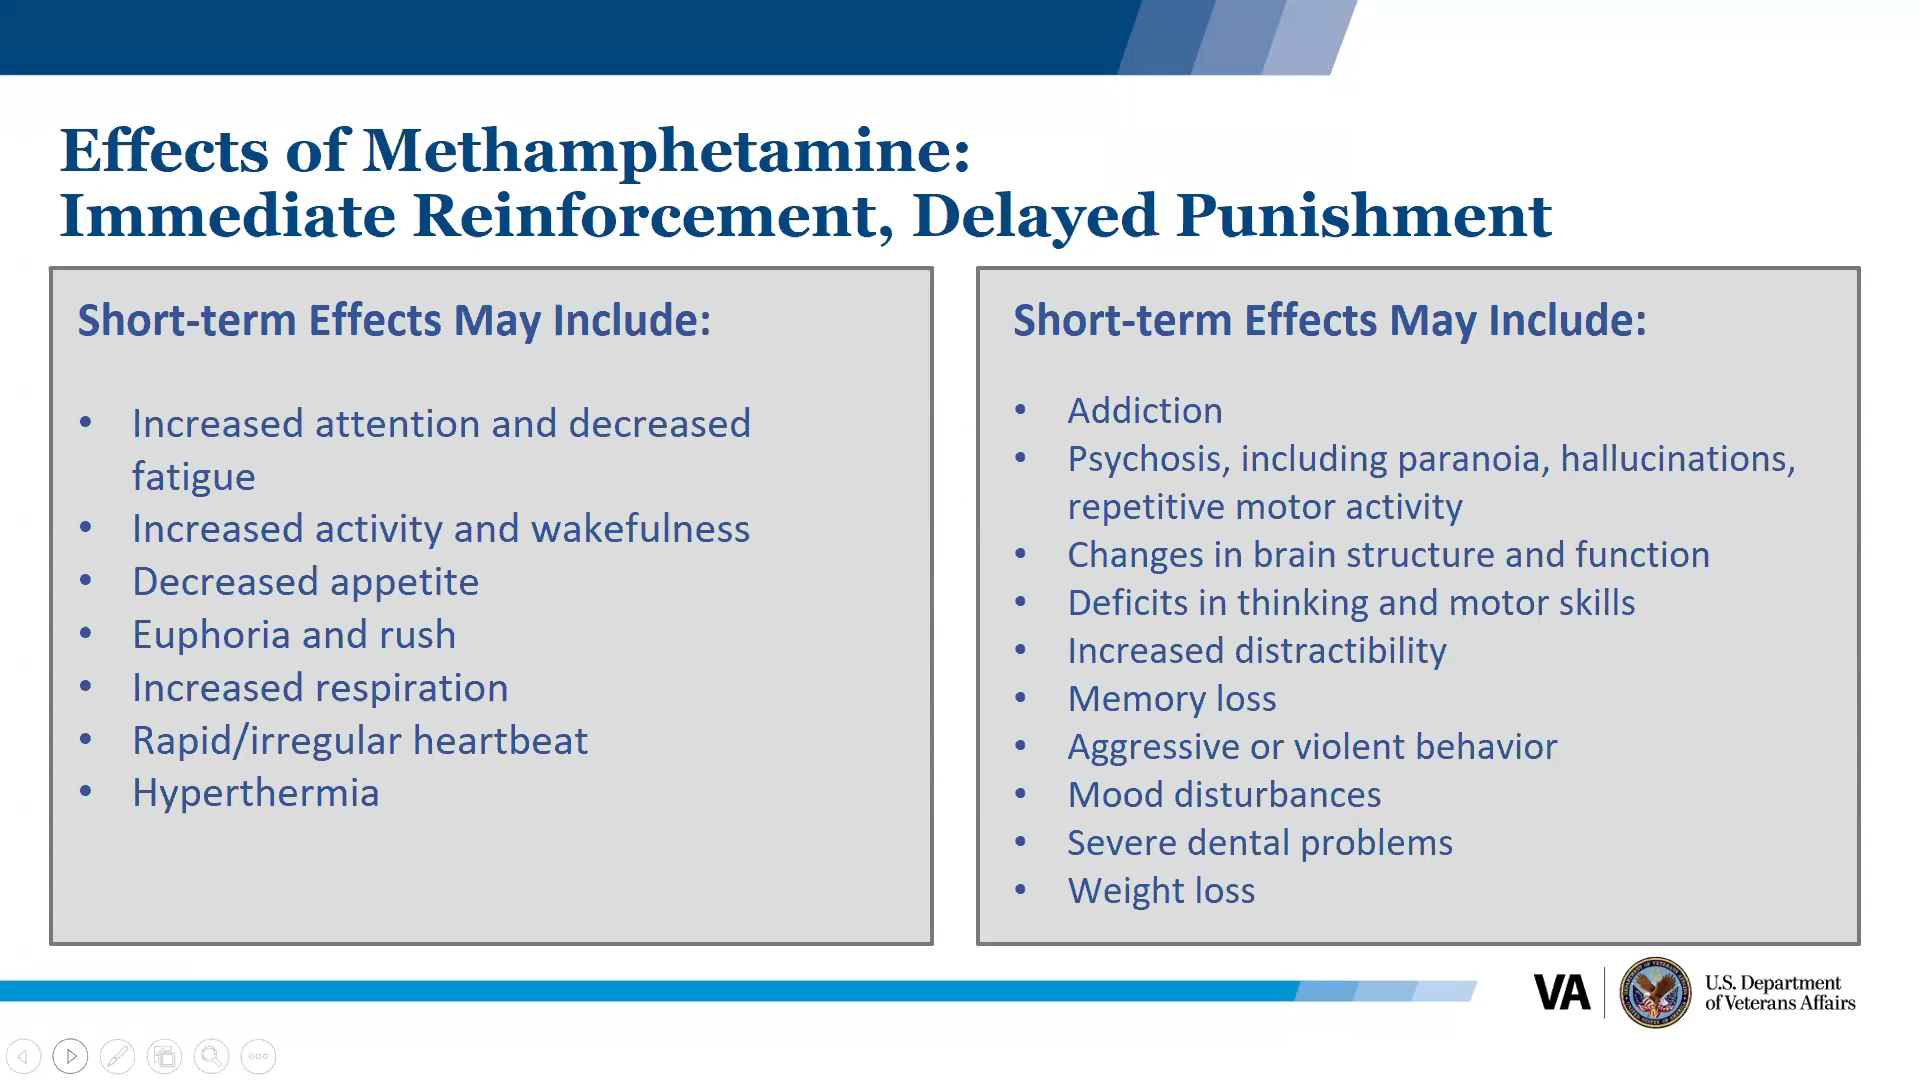 Effects of Methamphetamine:
Immediate Reinforcement, Delayed Punishment
Short-term Effects May Include:
• Increased attention and decreased
fatigue
• Increased activity and wakefulness
• Decreased appetite
• Euphoria and rush
• Increased respiration
• Rapid/irregular heartbeat
• Hyperthermia
Short-term Effects May Include:
• Addiction
• Psychosis, including paranoia, hallucinations,
repetitive motor activity
• Changes in brain structure and function
• Deficits in thinking and motor skills
• Increased distractibility
• Memory loss
• Aggressive or violent behavior
• Mood disturbances
• Severe dental problems
• Weight loss
VA
U.S. Department
of Veterans Affairs